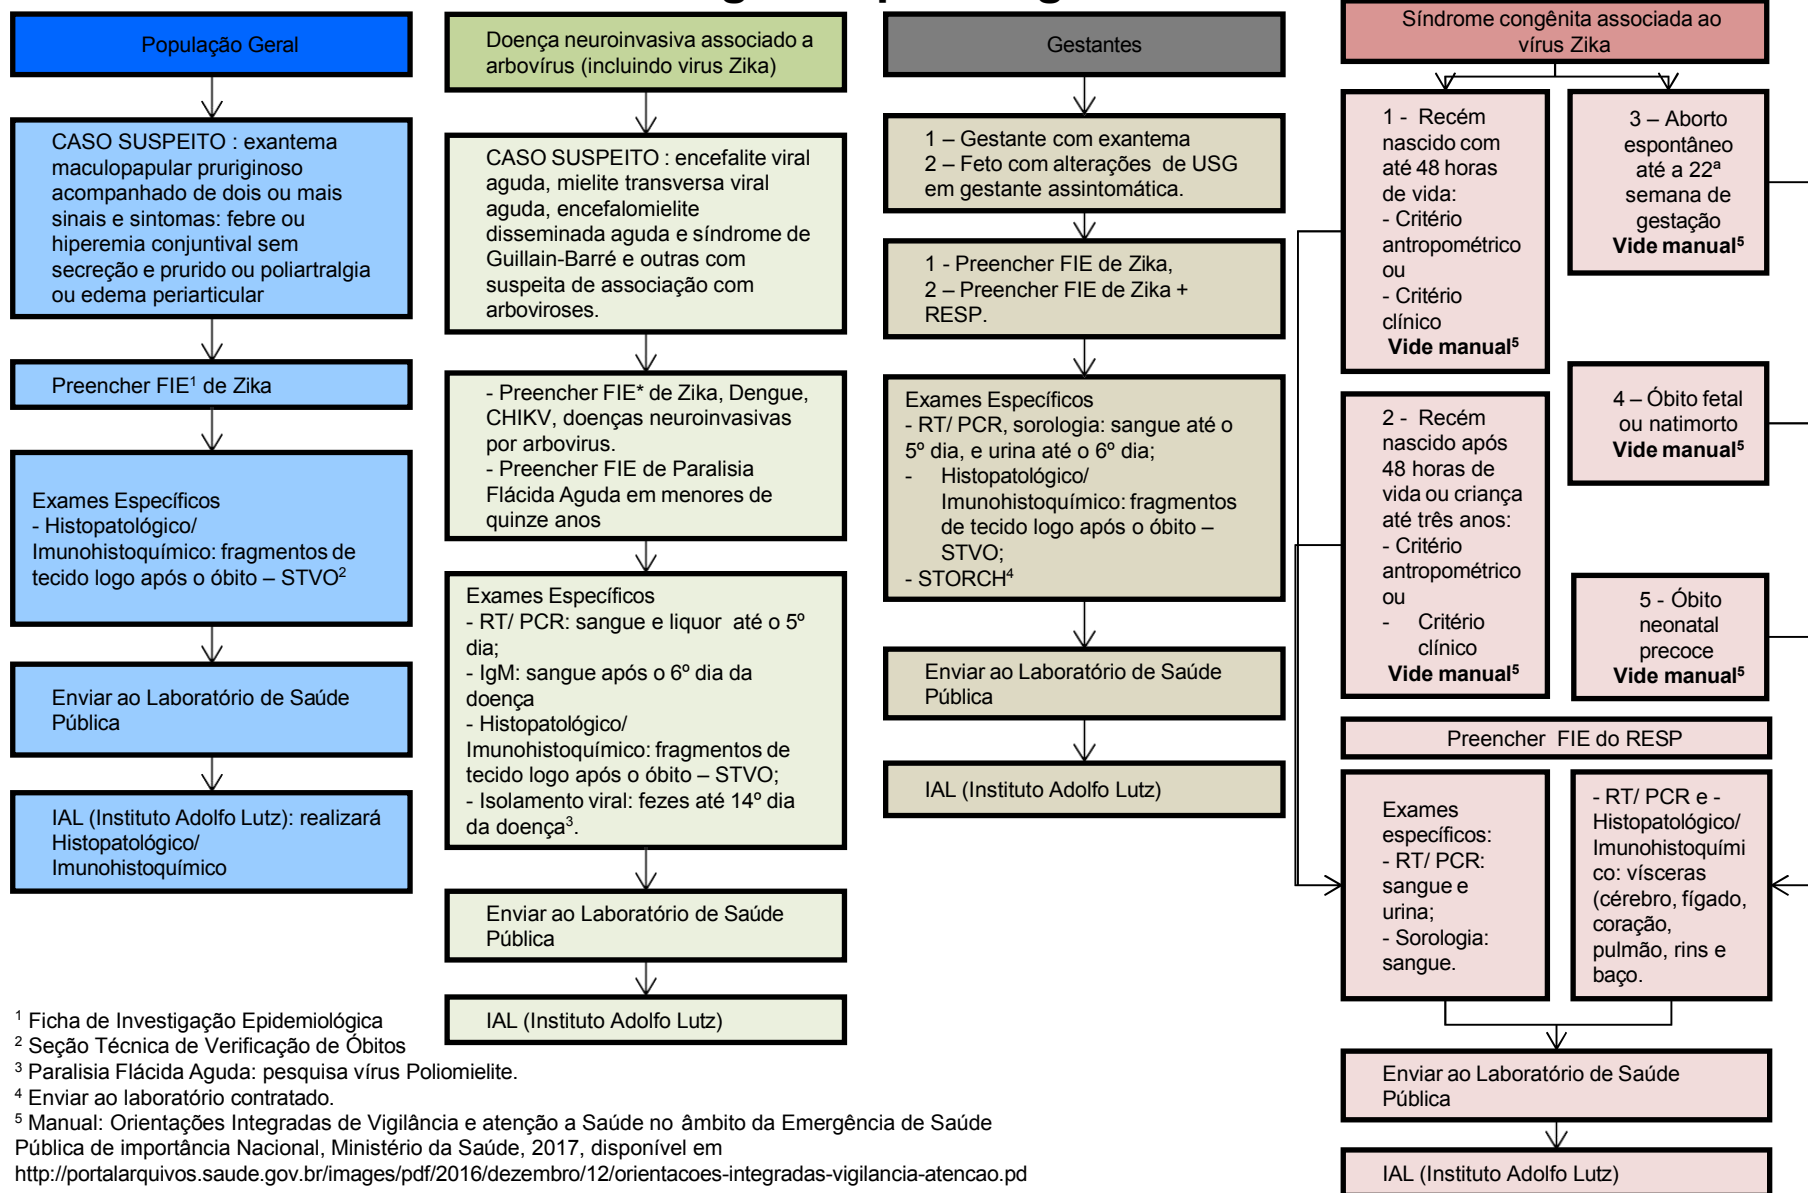 População Geral
CASO SUSPEITO : exantema
maculopapular pruriginoso
acompanhado de dois ou mais
sinais e sintomas: febre ou
hiperemia conjuntival sem
secreção e prurido ou poliartralgia
ou edema periarticular
Preencher FIE¹ de Zika
Exames Específicos
- Histopatológico/
Imunohistoquímico: fragmentos de
tecido logo após o óbito – STVO²
Enviar ao Laboratório de Saúde
Pública
IAL (Instituto Adolfo Lutz): realizará
Histopatológico/
Imunohistoquímico
Doença neuroinvasiva associado a
arbovírus (incluindo virus Zika)
CASO SUSPEITO : encefalite viral
aguda, mielite transversa viral
aguda, encefalomielite
disseminada aguda e síndrome de
Guillain-Barré e outras com
suspeita de associação com
arboviroses.
- Preencher FIE* de Zika, Dengue,
CHIKV, doenças neuroinvasivas
por arbovirus.
- Preencher FIE de Paralisia
Flácida Aguda em menores de
quinze anos
Exames Específicos
- RT/ PCR: sangue e liquor até o 5º
dia;
- IgM: sangue após o 6º dia da
doença
- Histopatológico/
Imunohistoquímico: fragmentos de
tecido logo após o óbito – STVO;
- Isolamento viral: fezes até 14º dia
da doença³.
Enviar ao Laboratório de Saúde
Pública
IAL (Instituto Adolfo Lutz)
Gestantes
1 – Gestante com exantema
2 – Feto com alterações de USG
em gestante assintomática.
1 - Preencher FIE de Zika,
2 – Preencher FIE de Zika +
RESP.
Exames Específicos
- RT/ PCR, sorologia: sangue até o
5º dia, e urina até o 6º dia;
- Histopatológico/
Imunohistoquímico: fragmentos
de tecido logo após o óbito –
STVO;
- STORCH⁴
Enviar ao Laboratório de Saúde
Pública
IAL (Instituto Adolfo Lutz)
Síndrome congênita associada ao
vírus Zika
1 - Recém
nascido com
até 48 horas
de vida:
- Critério
antropométrico
ou
- Critério
clínico
Vide manual⁵
2 - Recém
nascido após
48 horas de
vida ou criança
até três anos:
- Critério
antropométrico
ou
- Critério
clínico
Vide manual⁵
3 – Aborto
espontâneo
até a 22ª
semana de
gestação
Vide manual⁵
4 – Óbito fetal
ou natimorto
Vide manual⁵
5 - Óbito
neonatal
precoce
Vide manual⁵
Preencher FIE do RESP
Exames
específicos:
- RT/ PCR:
sangue e
urina;
- Sorologia:
sangue.
- RT/ PCR e -
Histopatológico/
Imunohistoquími
co: vísceras
(cérebro, fígado,
coração,
pulmão, rins e
baço.
Enviar ao Laboratório de Saúde
Pública
IAL (Instituto Adolfo Lutz)
¹ Ficha de Investigação Epidemiológica
² Seção Técnica de Verificação de Óbitos
³ Paralisia Flácida Aguda: pesquisa vírus Poliomielite.
⁴ Enviar ao laboratório contratado.
⁵ Manual: Orientações Integradas de Vigilância e atenção a Saúde no âmbito da Emergência de Saúde
Pública de importância Nacional, Ministério da Saúde, 2017, disponível em
http://portalarquivos.saude.gov.br/images/pdf/2016/dezembro/12/orientacoes-integradas-vigilancia-atencao.pd